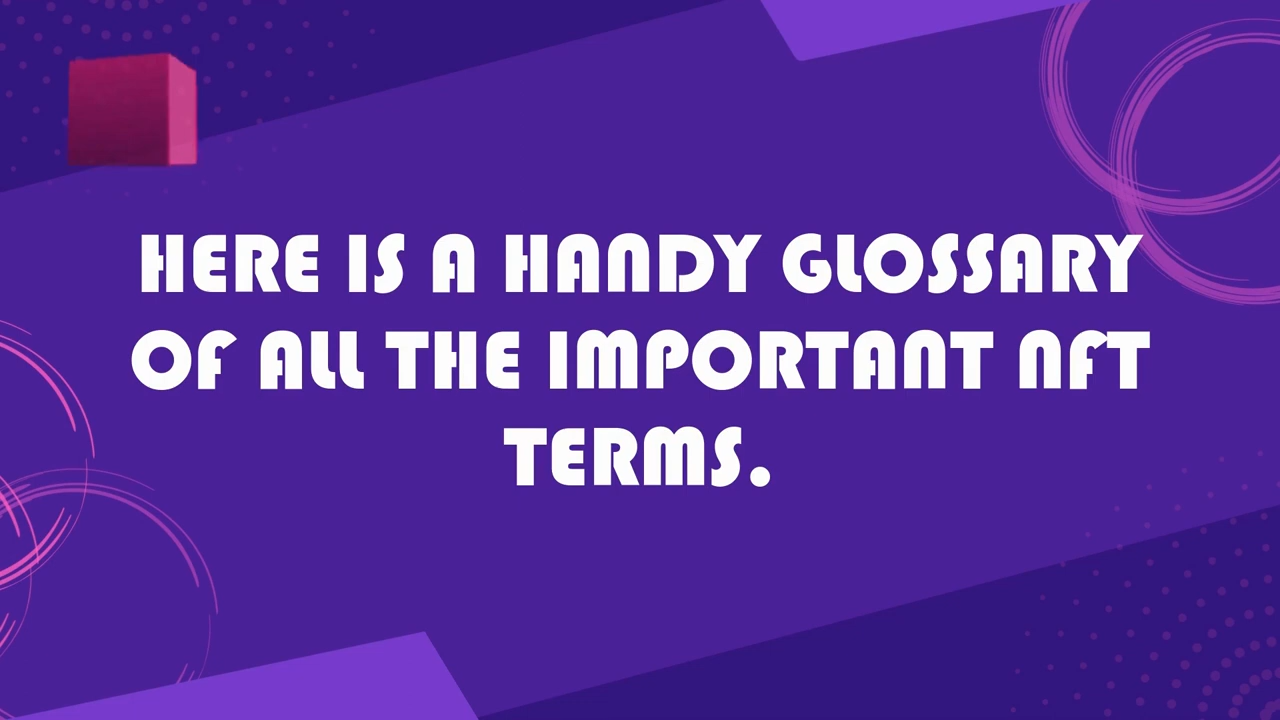 HERE IS A HANDY GLOSSARY
OF ALL THE IMPORTANT NFT
TERMS.